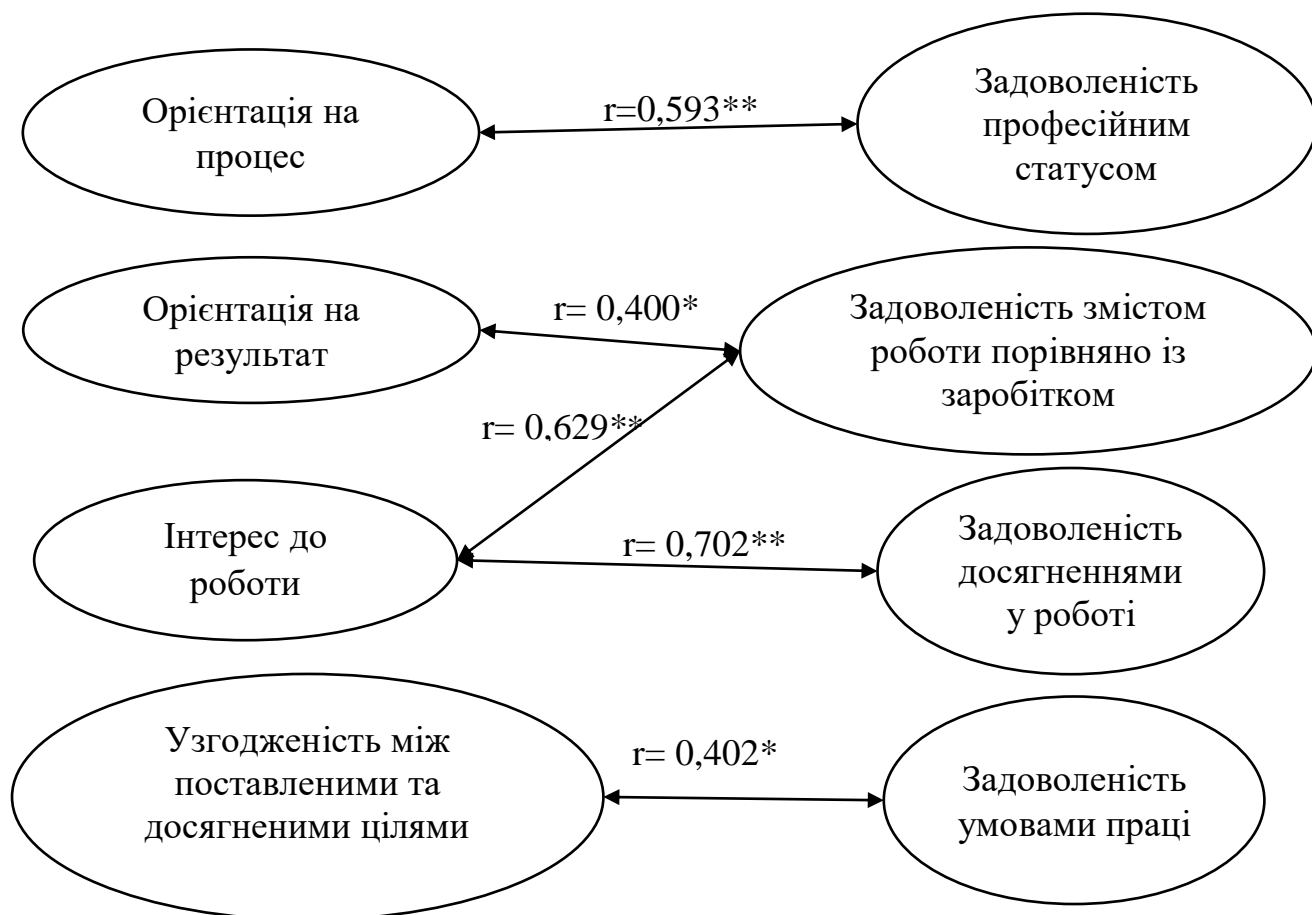 Орієнтація на
процес
r=0,593**
Задоволеність
професійним
статусом
Орієнтація на
результат
r= 0,400*
Задоволеність змістом
роботи порівняно із
заробітком
r= 0,629**
Інтерес до
роботи
r= 0,702**
Задоволеність
досягненнями
у роботі
Узгодженість між
поставленими та
досягненими цілями
r= 0,402*
Задоволеність
умовами праці